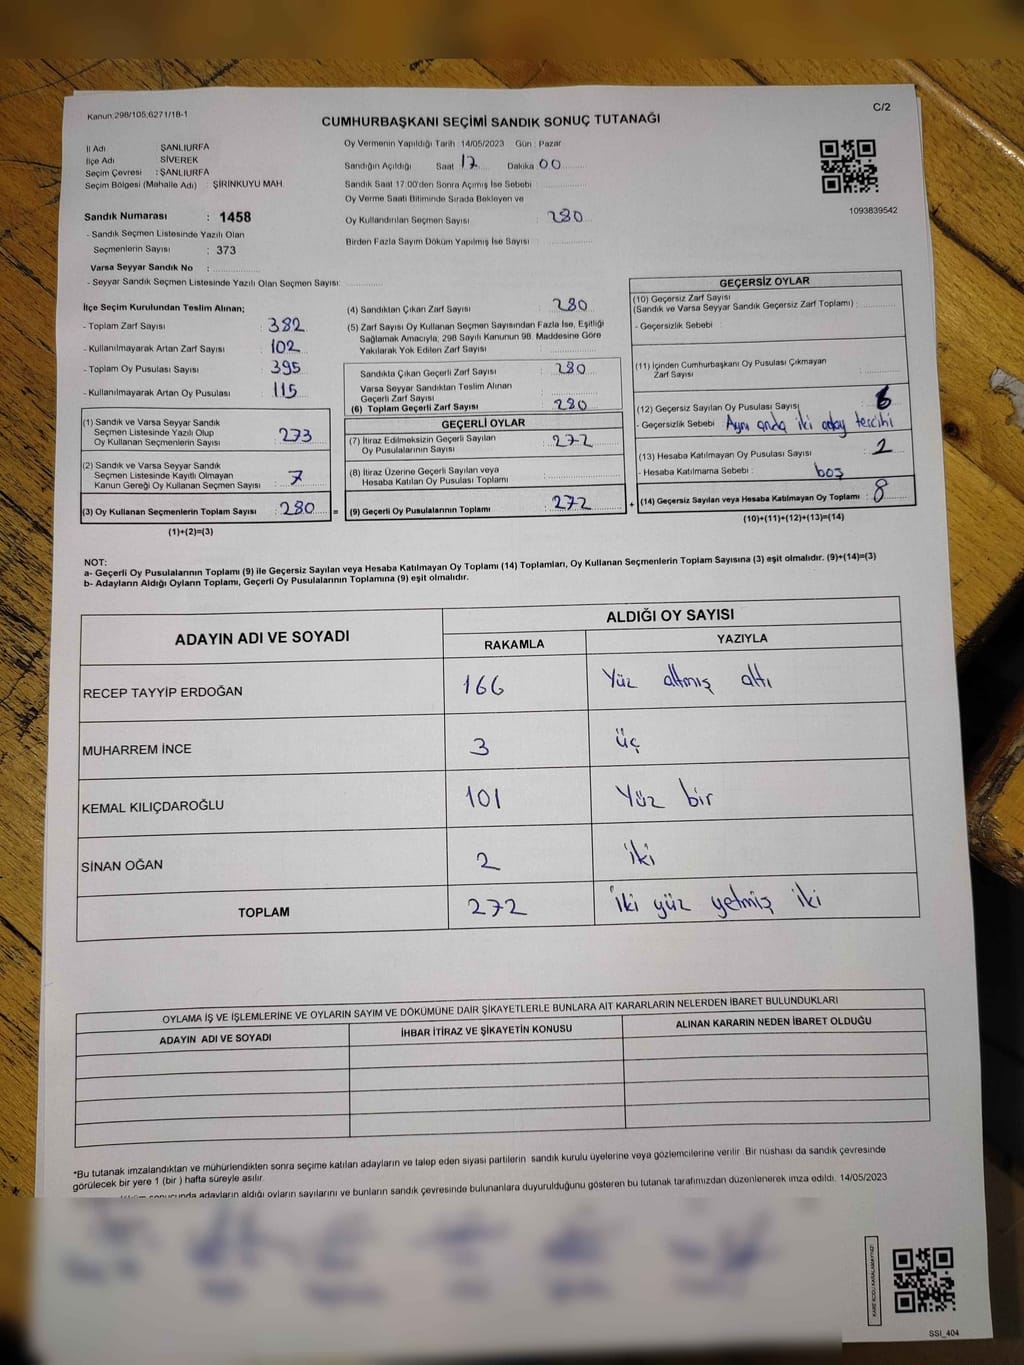 Kanun:298/105;6271/18-1
C/2
CUMHURBAŞKANI SEÇİMİ SANDIK SONUÇ TUTANAĞI
İl Adı ŞANLIURFA
İlçe Adı SİVEREK
Seçim Çevresi : ŞANLIURFA
Seçim Bölgesi (Mahalle Adı) : ŞİRİNKUYU MAH.
Sandık Numarası : 1458
- Sandık Seçmen Listesinde Yazılı Olan
Seçmenlerin Sayısı : 373
Varsa Seyyar Sandık No :
- Seyyar Sandık Seçmen Listesinde Yazılı Olan Seçmen Sayısı:
Oy Vermenin Yapıldığı Tarih : 14/05/2023 Gün : Pazar
Sandığın Açıldığı Saat 17 Dakika 00
Sandık Saat 17:00'den Sonra Açımış İse Sebebi :
Oy Verme Saati Bitiminde Sırada Bekleyen ve
Oy Kullandırılan Seçmen Sayısı : 280
Birden Fazla Sayım Döküm Yapılmış İse Sayısı :
1093839542
İlçe Seçim Kurulundan Teslim Alınan;
- Toplam Zarf Sayısı : 382
- Kullanılmayarak Artan Zarf Sayısı : 102
- Toplam Oy Pusulası Sayısı : 395
- Kullanılmayarak Artan Oy Pusulası : 115
(1) Sandık ve Varsa Seyyar Sandık
Seçmen Listesinde Yazılı Olup
Oy Kullanan Seçmenlerin Sayısı : 273
(2) Sandık ve Varsa Seyyar Sandık
Seçmen Listesinde Kayıtlı Olmayan
Kanun Gereği Oy Kullanan Seçmen Sayısı : 7
(3) Oy Kullanan Seçmenlerin Toplam Sayısı : 280 =
(1)+(2)=(3)
(4) Sandıktan Çıkan Zarf Sayısı : 280
(5) Zarf Sayısı Oy Kullanan Seçmen Sayısından Fazla İse, Eşitliği
Sağlamak Amacıyla, 298 Sayılı Kanunun 98. Maddesine Göre
Yakılarak Yok Edilen Zarf Sayısı :
Sandıkta Çıkan Geçerli Zarf Sayısı : 280
Varsa Seyyar Sandıktan Teslim Alınan
Geçerli Zarf Sayısı
(6) Toplam Geçerli Zarf Sayısı : 280
GEÇERLİ OYLAR
(7) İtiraz Edilmeksizin Geçerli Sayılan
Oy Pusulalarının Sayısı : 272
(8) İtiraz Üzerine Geçerli Sayılan veya
Hesaba Katılan Oy Pusulası Toplamı :
(9) Geçerli Oy Pusulalarının Toplamı : 272 +
GEÇERSİZ OYLAR
(10) Geçersiz Zarf Sayısı
(Sandık ve Varsa Seyyar Sandık Geçersiz Zarf Toplamı) :
- Geçersizlik Sebebi :
(11) İçinden Cumhurbaşkanı Oy Pusulası Çıkmayan
Zarf Sayısı :
(12) Geçersiz Sayılan Oy Pusulası Sayısı 6
- Geçersizlik Sebebi Aynı anda iki aday tercihi
(13) Hesaba Katılmayan Oy Pusulası Sayısı : 2
- Hesaba Katılmama Sebebi : boş
(14) Geçersiz Sayılan veya Hesaba Katılmayan Oy Toplamı : 8
(10)+(11)+(12)+(13)=(14)
NOT:
a- Geçerli Oy Pusulalarının Toplamı (9) ile Geçersiz Sayılan veya Hesaba Katılmayan Oy Toplamı (14) Toplamları, Oy Kullanan Seçmenlerin Toplam Sayısına (3) eşit olmalıdır. (9)+(14)=(3)
b- Adayların Aldığı Oyların Toplamı, Geçerli Oy Pusulalarının Toplamına (9) eşit olmalıdır.
ADAYIN ADI VE SOYADI ALDIĞI OY SAYISI
RAKAMLA YAZIYLA
RECEP TAYYİP ERDOĞAN 166 Yüz altmış altı
MUHARREM İNCE 3 üç
KEMAL KILIÇDAROĞLU 101 Yüz bir
SİNAN OĞAN 2 iki
TOPLAM 272 iki yüz yetmiş iki
OYLAMA İŞ VE İŞLEMLERİNE VE OYLARIN SAYIM VE DÖKÜMÜNE DAİR ŞİKAYETLERLE BUNLARA AİT KARARLARIN NELERDEN İBARET BULUNDUKLARI
ADAYIN ADI VE SOYADI İHBAR İTİRAZ VE ŞİKAYETİN KONUSU ALINAN KARARIN NEDEN İBARET OLDUĞU
*Bu tutanak imzalandıktan ve mühürlendikten sonra seçime katılan adayların ve talep eden siyasi partilerin sandık kurulu üyelerine veya gözlemcilerine verilir. Bir nüshası da sandık çevresinde
görülecek bir yere 1 (bir ) hafta süreyle asılır.
adayların aldığı oyların sayılarını ve bunların sandık çevresinde bulunanlara duyurulduğunu gösteren bu tutanak tarafımızdan düzenlenerek imza edildi. 14/05/2023
KARE KODU KARALAMAYINIZ!
SSİ_404